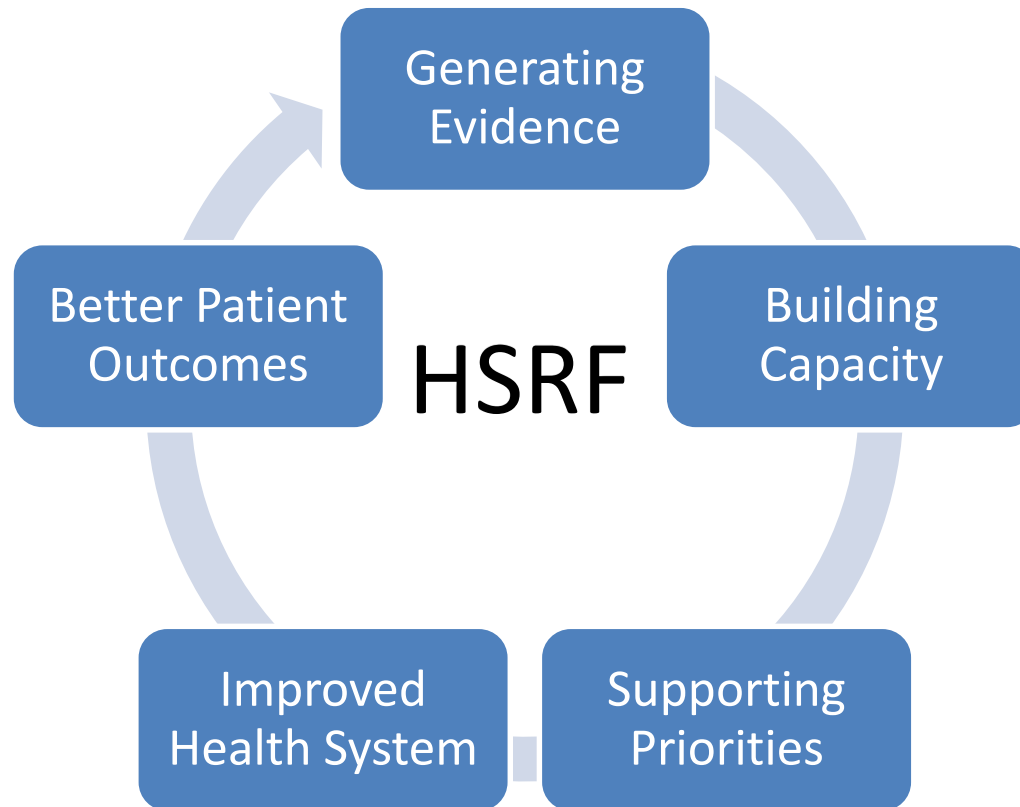 Generating
Evidence
Building
Capacity
Supporting
Priorities
Improved
Health System
Better Patient
Outcomes
HSRF